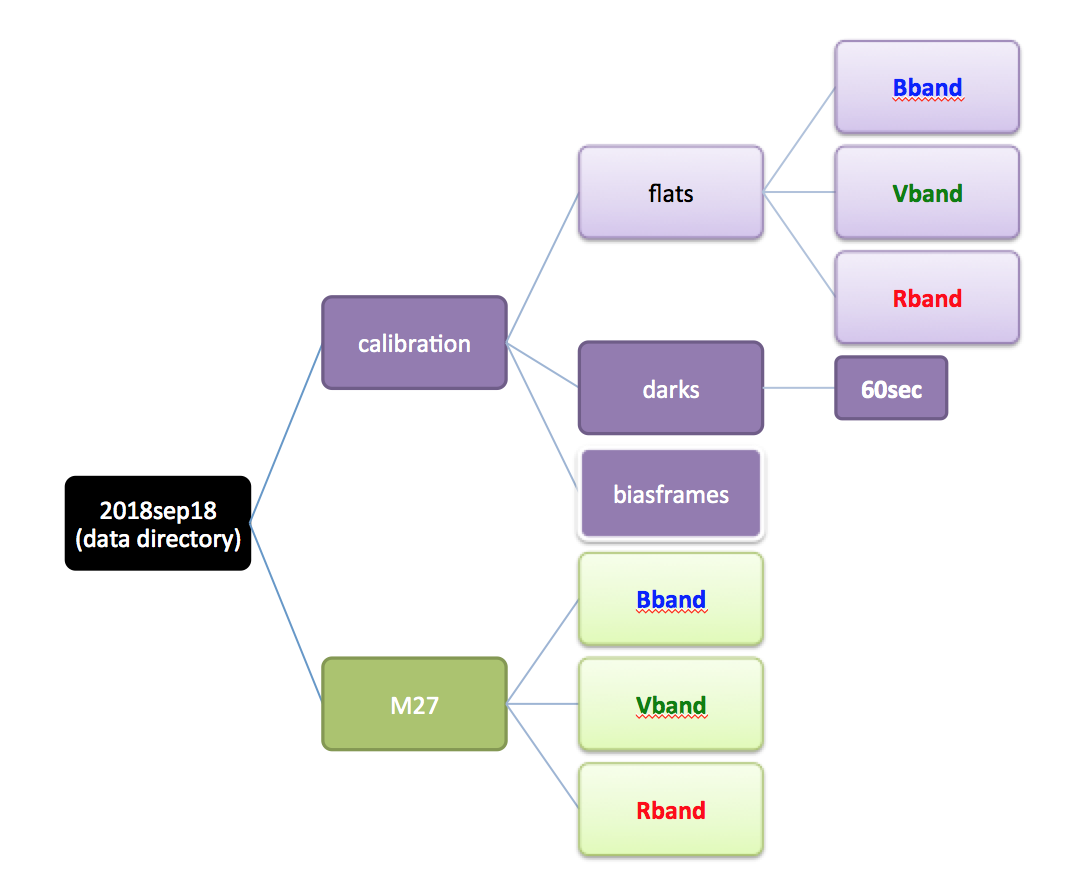 2018sep18
(data directory)
calibration
flats
Bband
Vband
Rband
darks
60sec
biasframes
M27
Bband
Vband
Rband